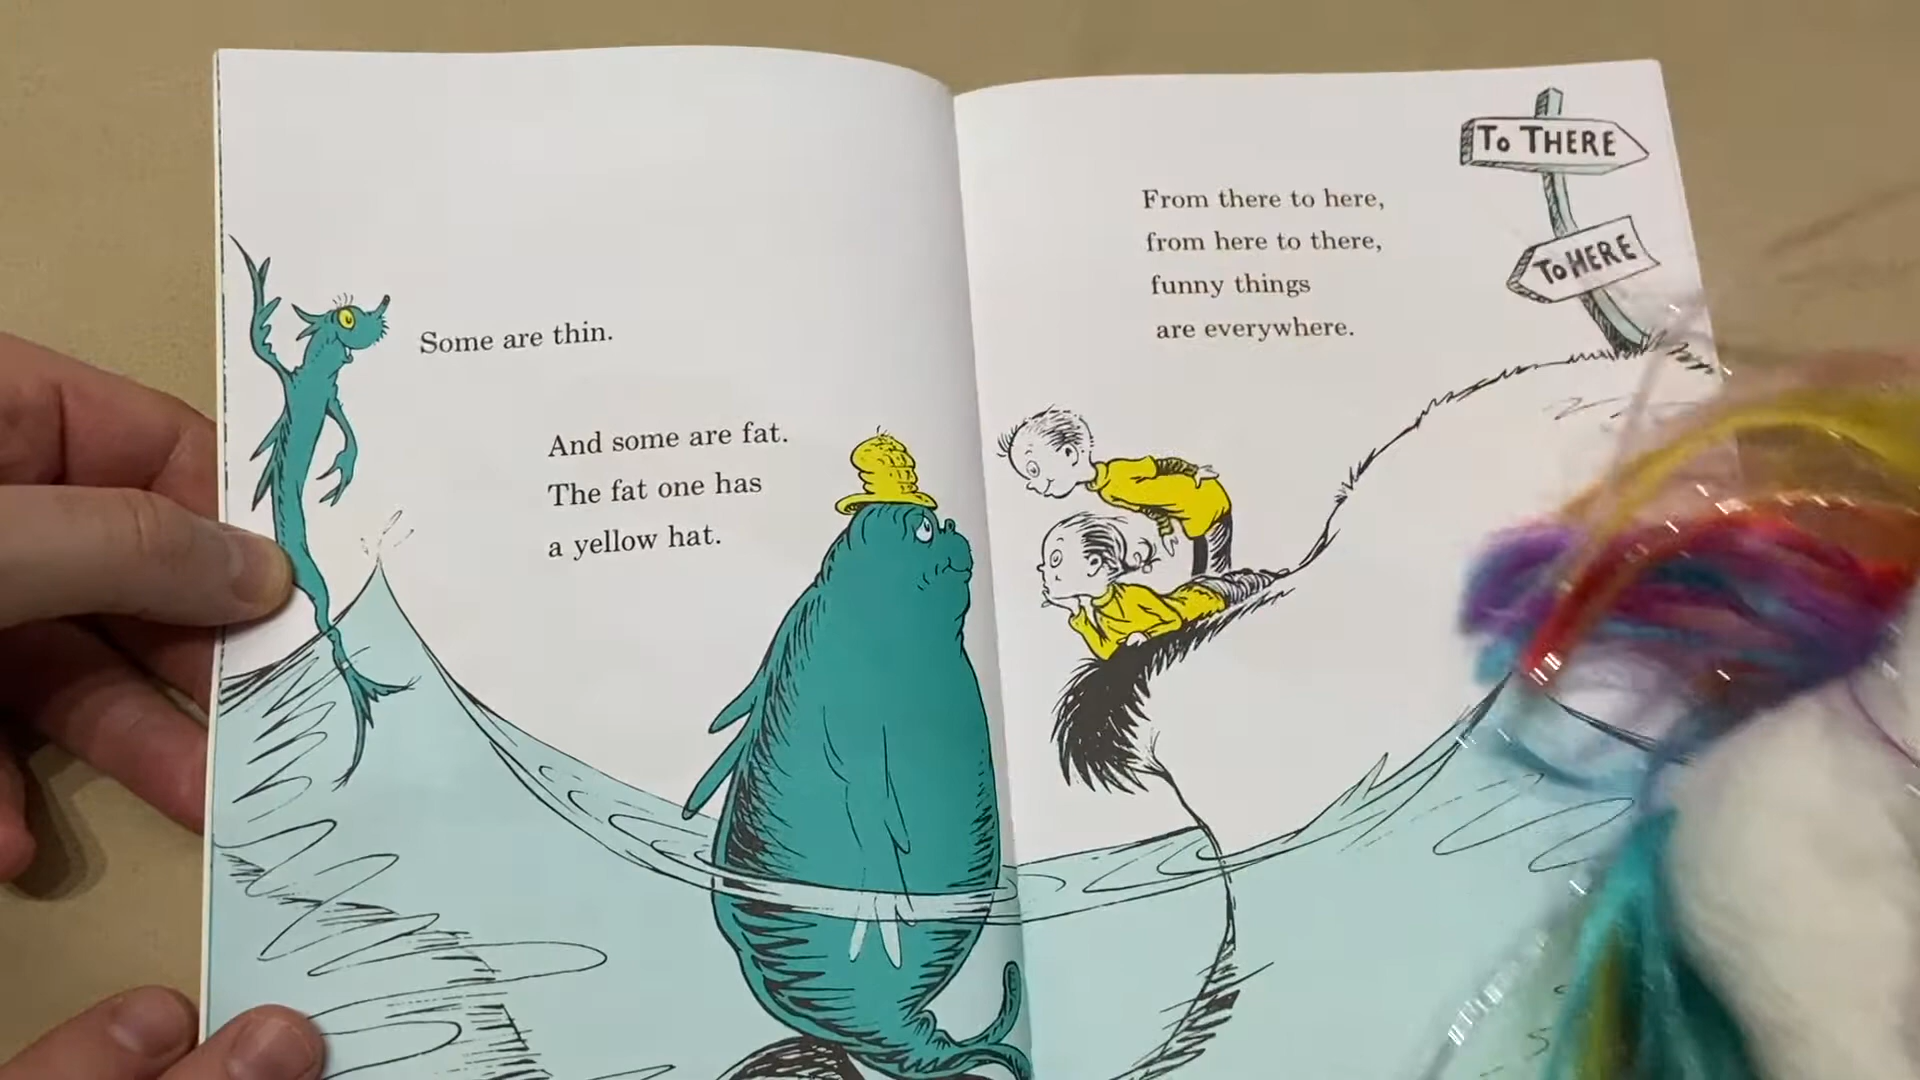 Some are thin.
And some are fat.
The fat one has
a yellow hat.
To THERE
To HERE
From there to here,
from here to there,
funny things
are everywhere.